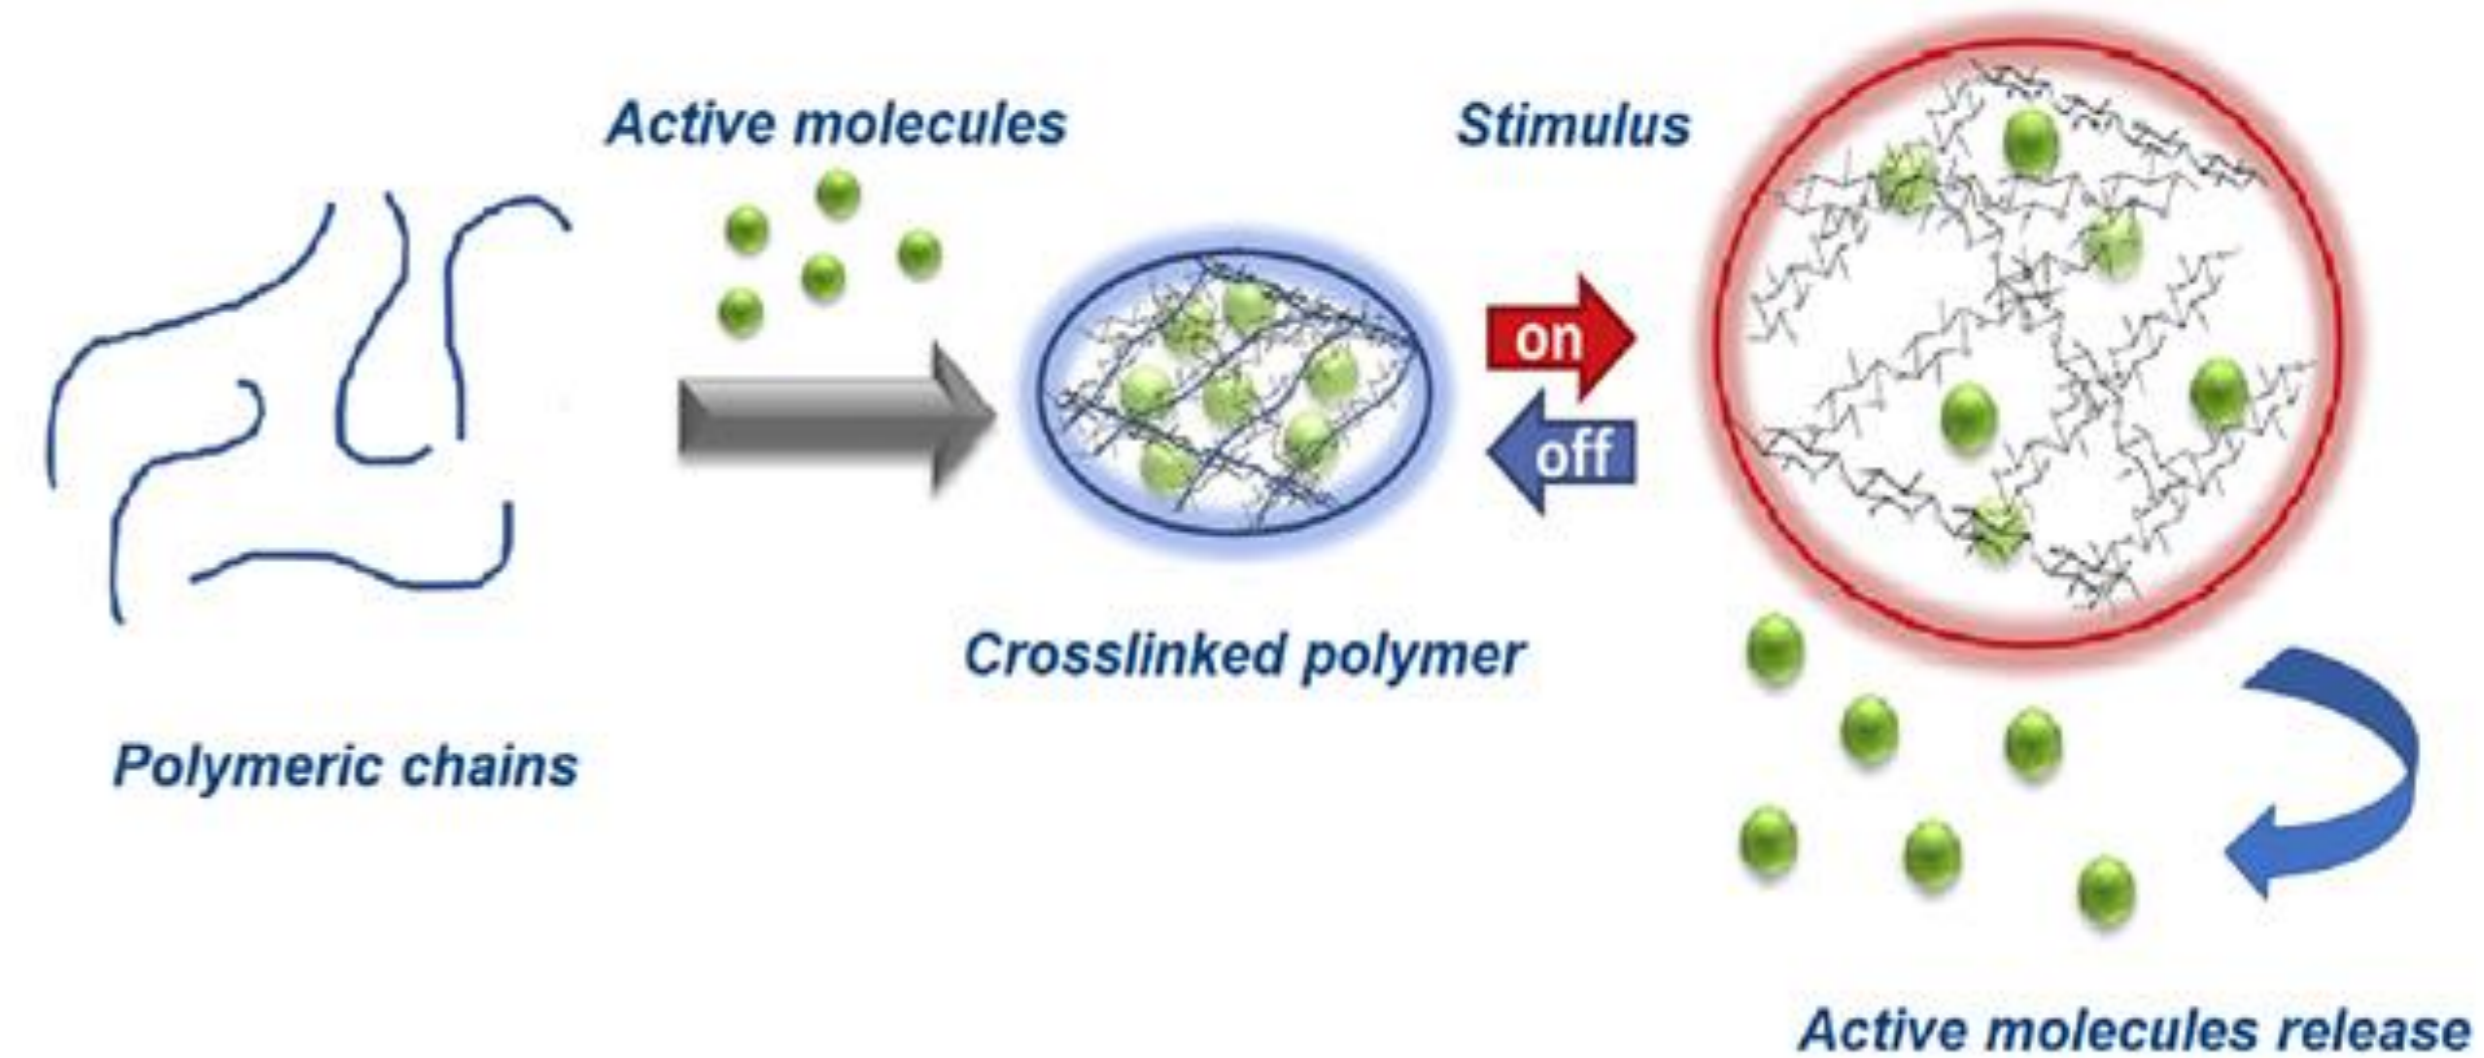 Active molecules
Stimulus
on
off
Crosslinked polymer
Polymeric chains
Active molecules release